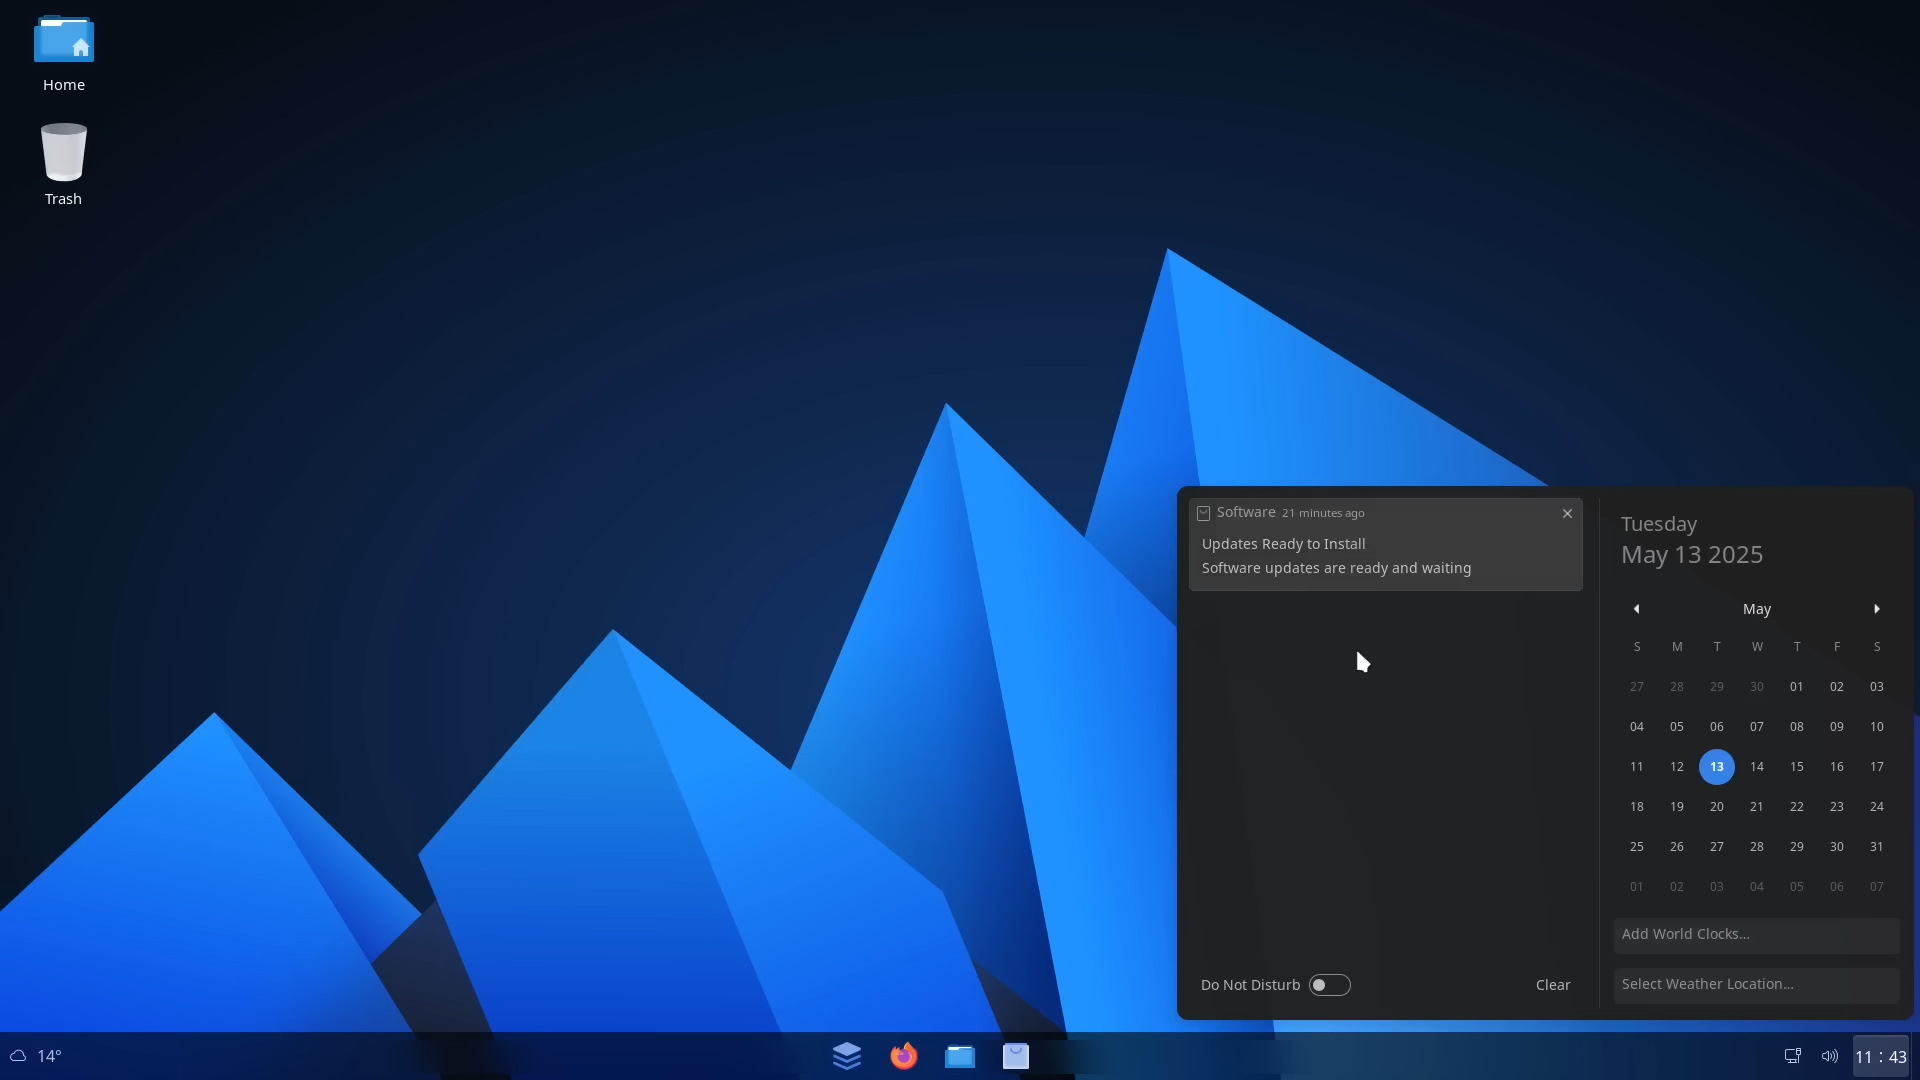 Home
Trash
Software 21 minutes ago
Updates Ready to Install
Software updates are ready and waiting
Do Not Disturb
Clear
Tuesday
May 13 2025
May
S M T W T F S
27 28 29 30 01 02 03
04 05 06 07 08 09 10
11 12 13 14 15 16 17
18 19 20 21 22 23 24
25 26 27 28 29 30 31
01 02 03 04 05 06 07
Add World Clocks...
Select Weather Location...
14°
11 : 43